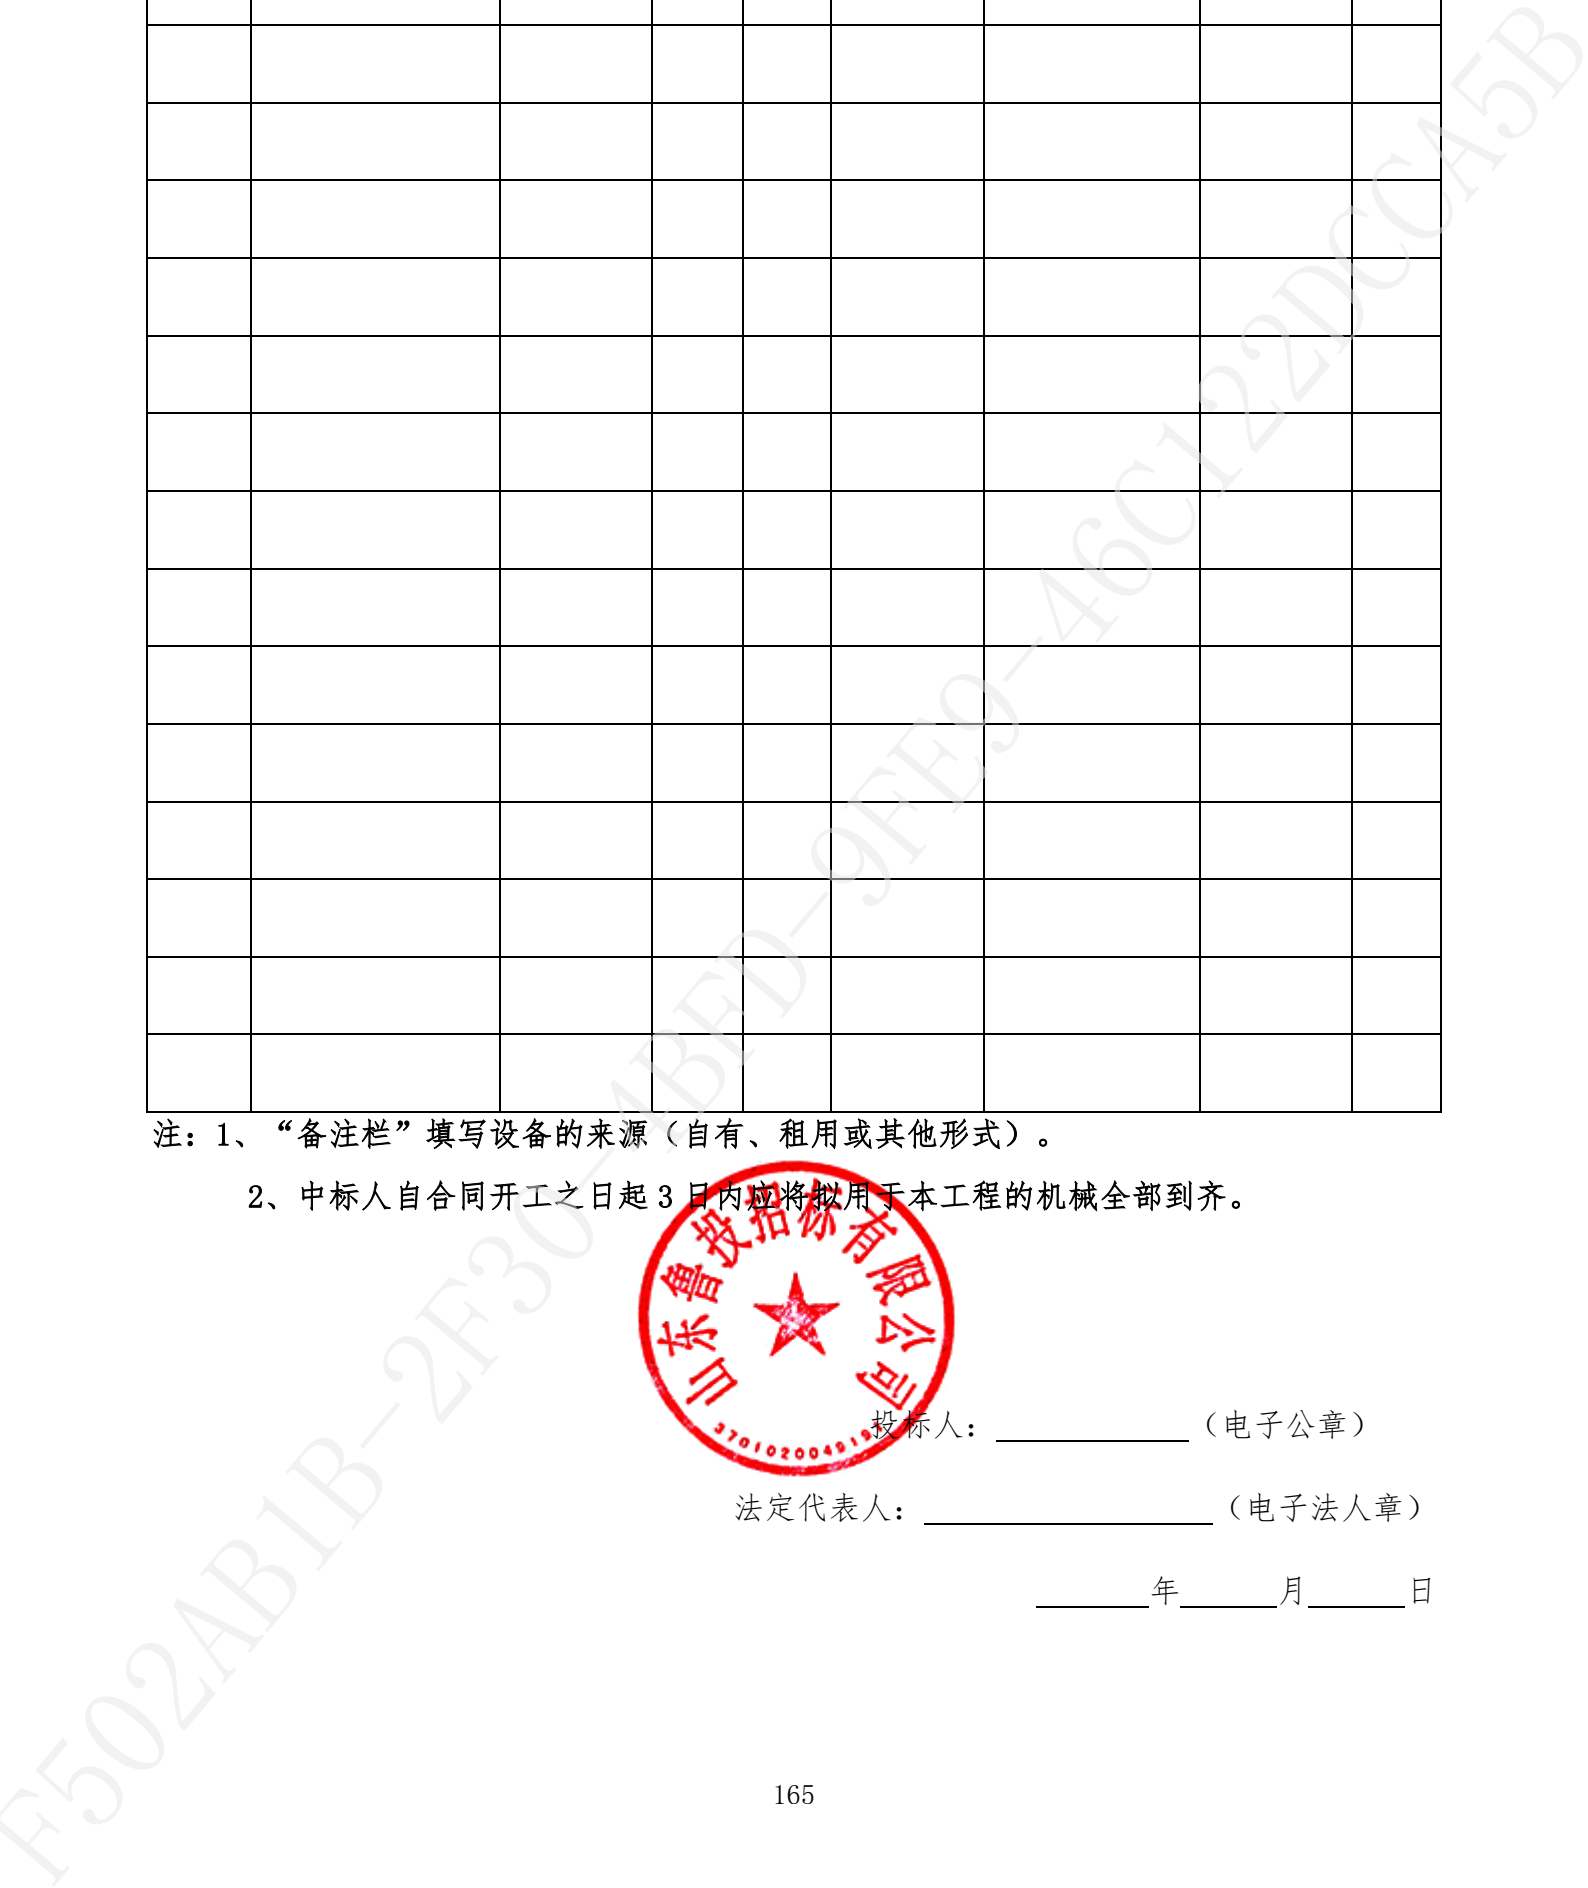 注：1、“备注栏”填写设备的来源（自有、租用或其他形式）。
2、中标人自合同开工之日起 3 日内应将拟用于本工程的机械全部到齐。
山东鲁投招标有限公司
投标人：（电子公章）
法定代表人：（电子法人章）
年 月 日
165
F502AB1B-2F30-4BFD-9FE9-46C122DCCA5B